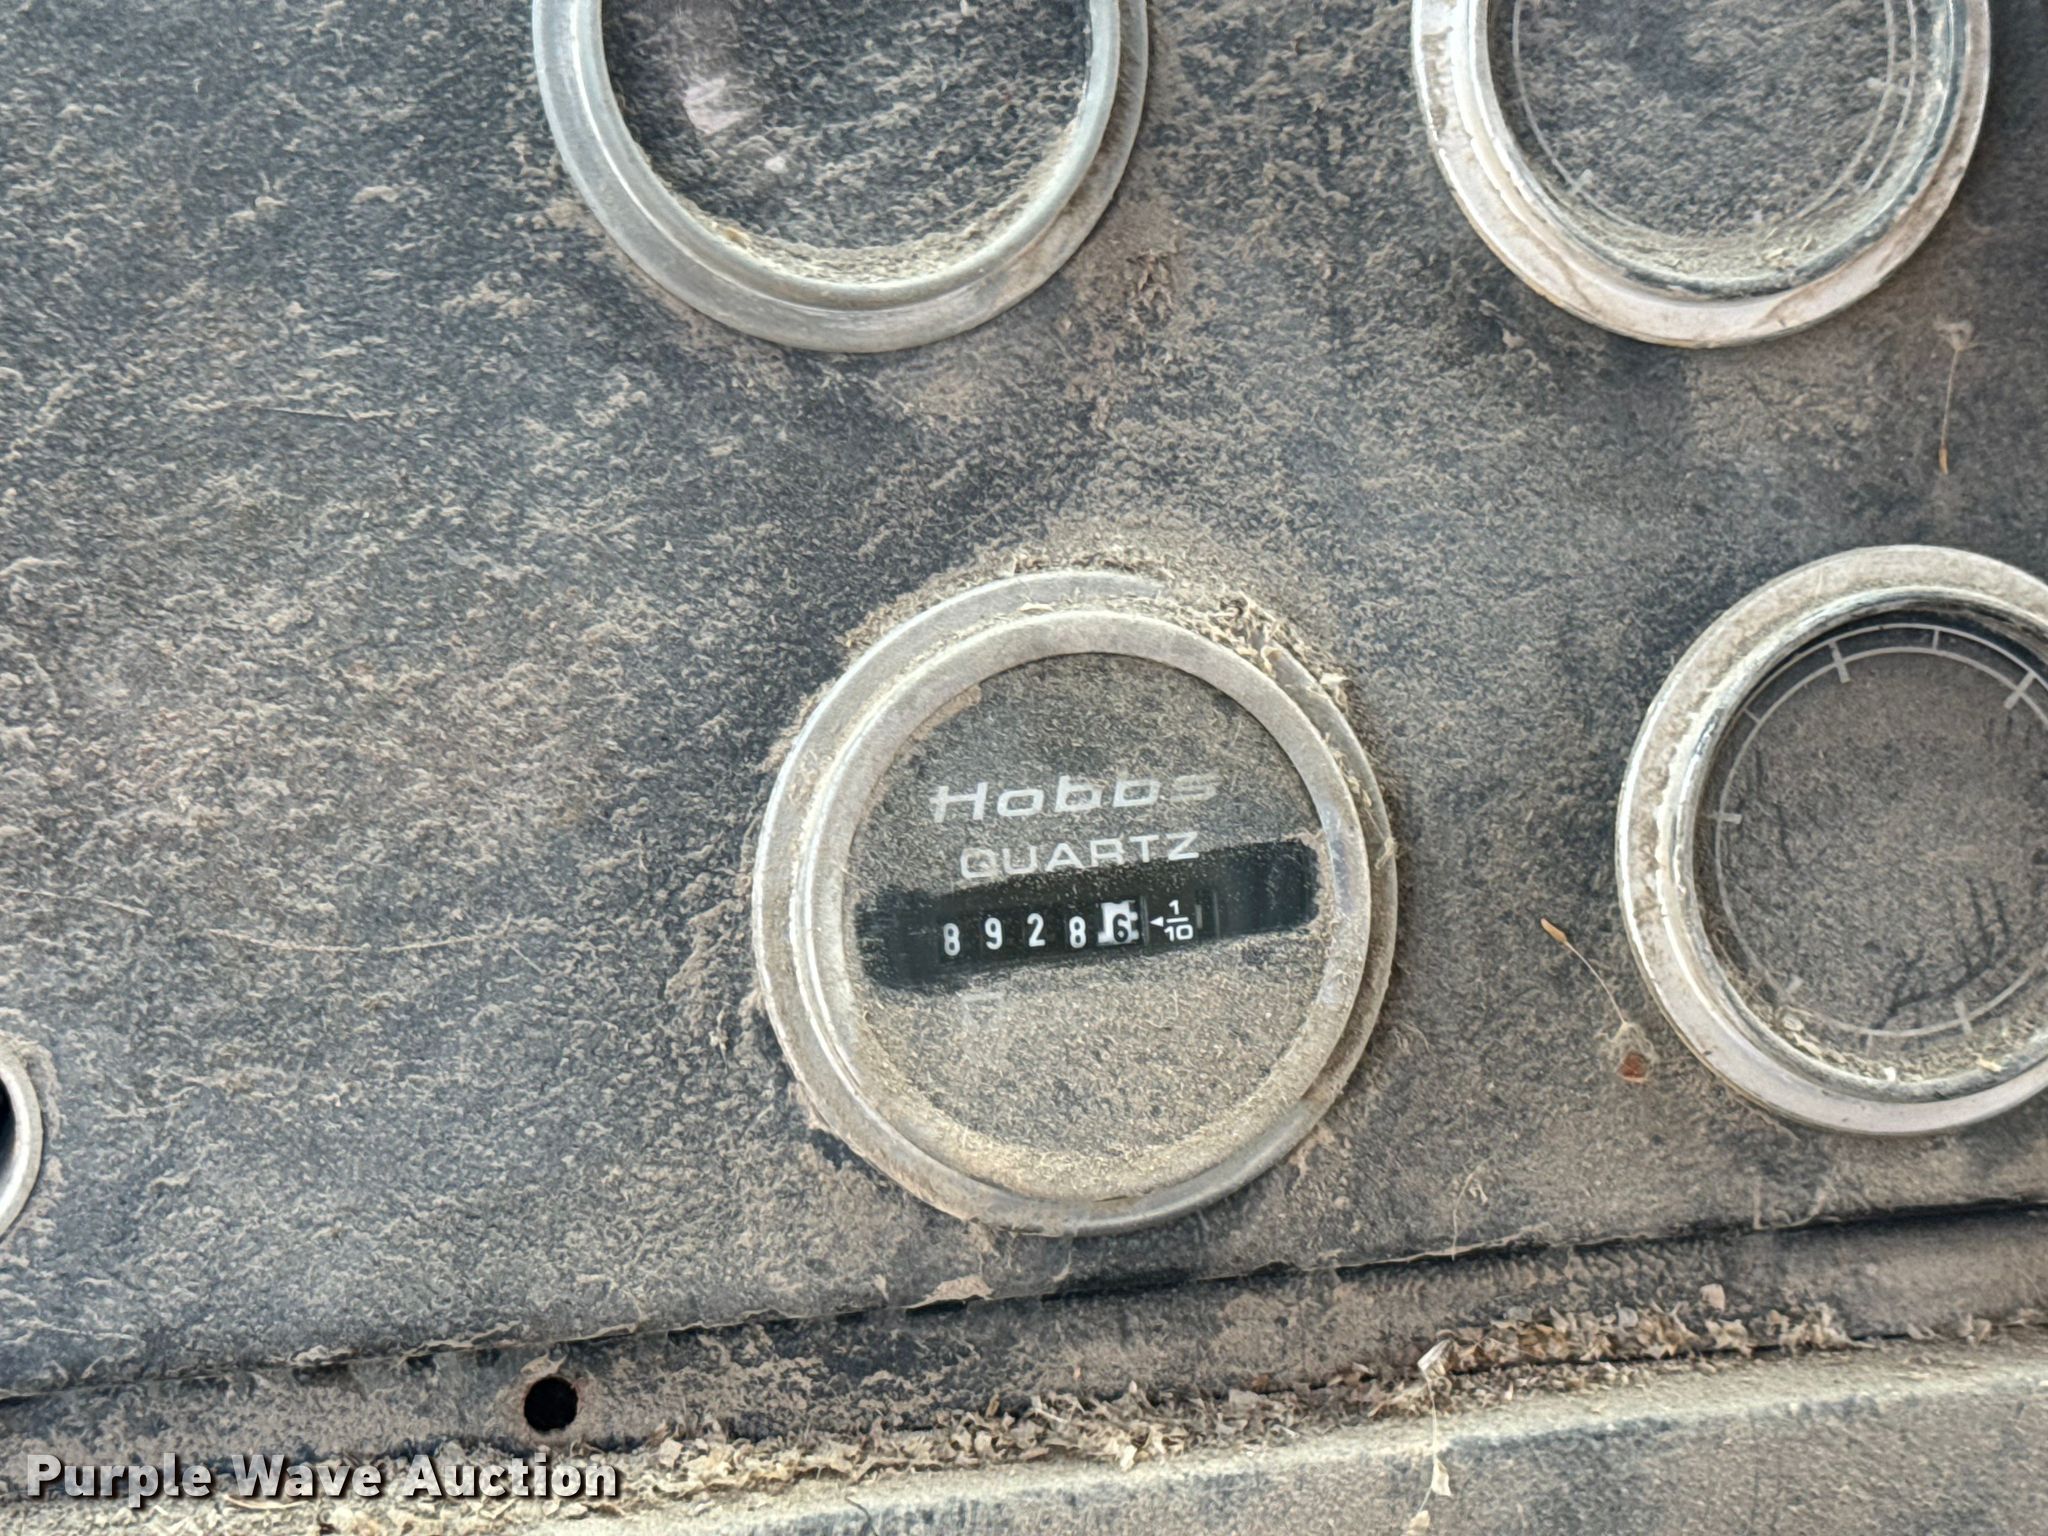 Hobbs
QUARTZ
89286 1/10
Purple Wave Auction